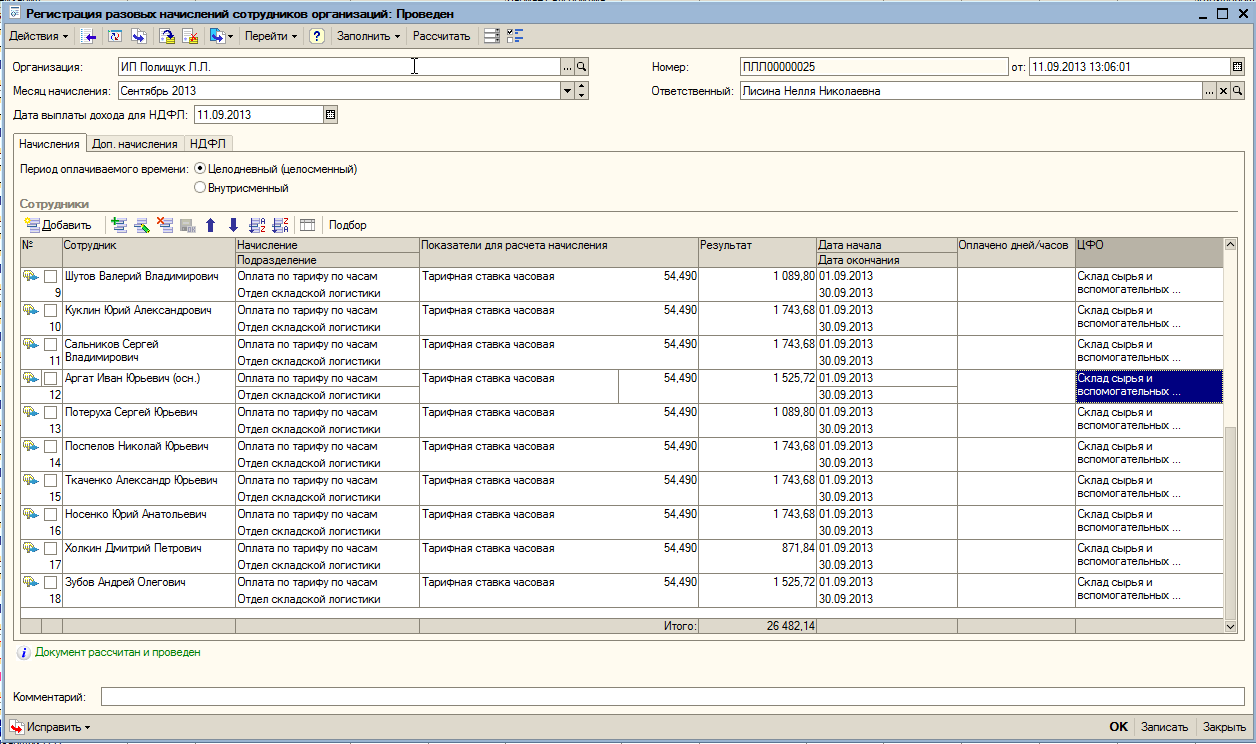 Регистрация разовых начислений сотрудников организаций: Проведен
Действия Перейти ? Заполнить Рассчитать
Организация: ИП Полищук Л.Л. ... Номер: ПЛЛ00000025 от: 11.09.2013 13:06:01
Месяц начисления: Сентябрь 2013 Ответственный: Лисина Нелля Николаевна ... x
Дата выплаты дохода для НДФЛ: 11.09.2013
Начисления Доп. начисления НДФЛ
Период оплачиваемого времени: Целодневный (целосменный)
Внутрисменный
Сотрудники
Добавить Подбор
№ Сотрудник Начисление Показатели для расчета начисления Результат Дата начала Оплачено дней/часов ЦФО
Подразделение Дата окончания
Шутов Валерий Владимирович Оплата по тарифу по часам Тарифная ставка часовая 54,490 1 089,80 01.09.2013 Склад сырья и
9 Отдел складской логистики 30.09.2013 вспомогательных ...
Куклин Юрий Александрович Оплата по тарифу по часам Тарифная ставка часовая 54,490 1 743,68 01.09.2013 Склад сырья и
10 Отдел складской логистики 30.09.2013 вспомогательных ...
Сальников Сергей Оплата по тарифу по часам Тарифная ставка часовая 54,490 1 743,68 01.09.2013 Склад сырья и
11 Владимирович Отдел складской логистики 30.09.2013 вспомогательных ...
Аргат Иван Юрьевич (осн.) Оплата по тарифу по часам Тарифная ставка часовая 54,490 1 525,72 01.09.2013 Склад сырья и
12 Отдел складской логистики 30.09.2013 вспомогательных ...
Потеруха Сергей Юрьевич Оплата по тарифу по часам Тарифная ставка часовая 54,490 1 089,80 01.09.2013 Склад сырья и
13 Отдел складской логистики 30.09.2013 вспомогательных ...
Поспелов Николай Юрьевич Оплата по тарифу по часам Тарифная ставка часовая 54,490 1 743,68 01.09.2013 Склад сырья и
14 Отдел складской логистики 30.09.2013 вспомогательных ...
Ткаченко Александр Юрьевич Оплата по тарифу по часам Тарифная ставка часовая 54,490 1 743,68 01.09.2013 Склад сырья и
15 Отдел складской логистики 30.09.2013 вспомогательных ...
Носенко Юрий Анатольевич Оплата по тарифу по часам Тарифная ставка часовая 54,490 1 743,68 01.09.2013 Склад сырья и
16 Отдел складской логистики 30.09.2013 вспомогательных ...
Холкин Дмитрий Петрович Оплата по тарифу по часам Тарифная ставка часовая 54,490 871,84 01.09.2013 Склад сырья и
17 Отдел складской логистики 30.09.2013 вспомогательных ...
Зубов Андрей Олегович Оплата по тарифу по часам Тарифная ставка часовая 54,490 1 525,72 01.09.2013 Склад сырья и
18 Отдел складской логистики 30.09.2013 вспомогательных ...
Итого: 26 482,14
Документ рассчитан и проведен
Комментарий:
Исправить OK Записать Закрыть